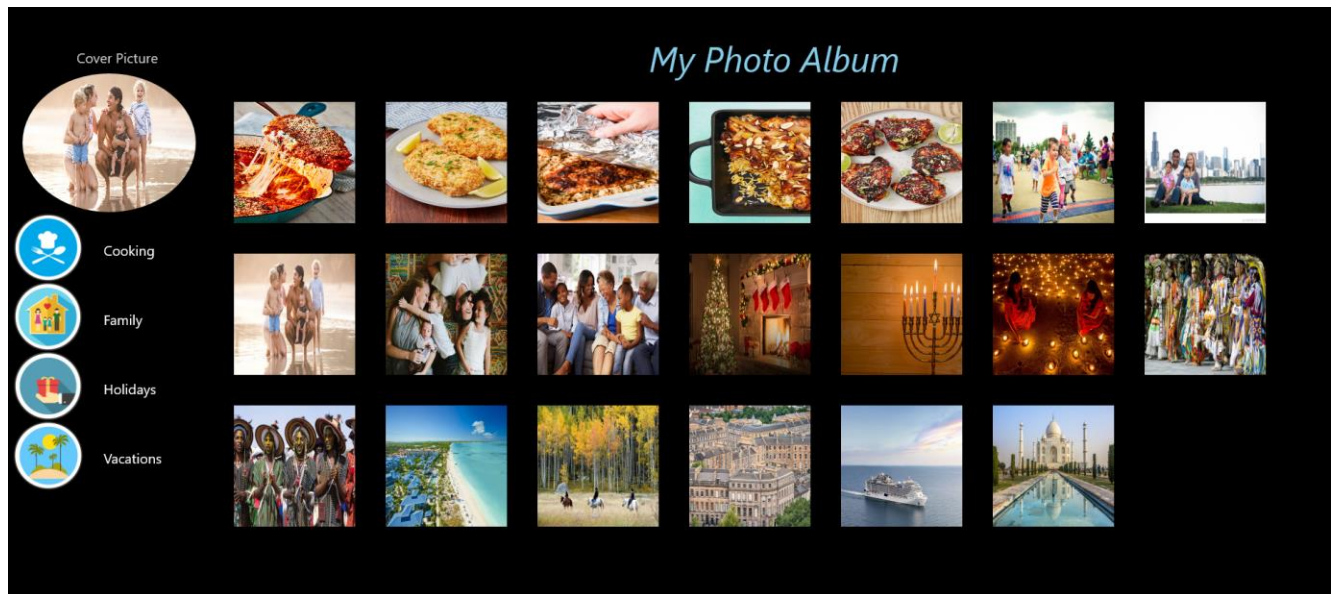 Cover Picture
My Photo Album
Cooking
Family
Holidays
Vacations